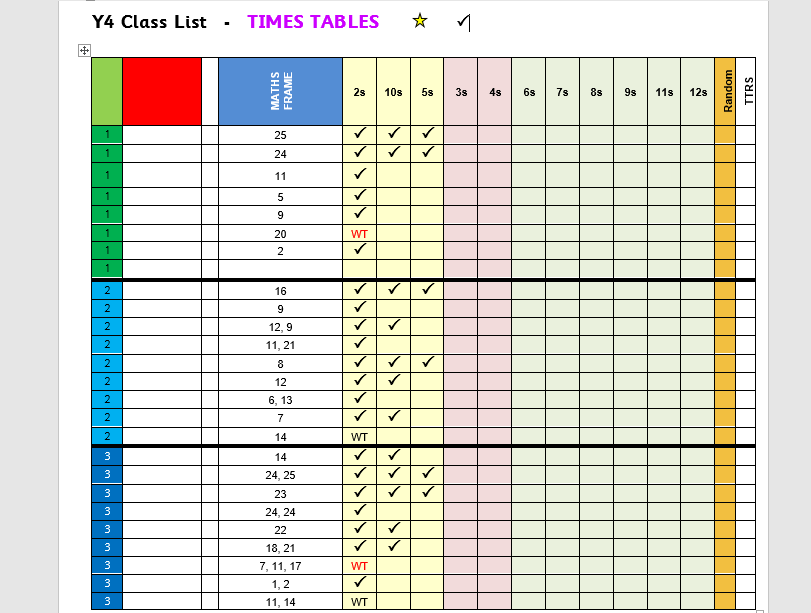 Y4 Class List - TIMES TABLES ⭐ ✓
MATHS FRAME 2s 10s 5s 3s 4s 6s 7s 8s 9s 11s 12s Random TTRS
1 25 ✓ ✓ ✓
1 24 ✓ ✓ ✓
1 11 ✓
1 5 ✓
1 9 ✓
1 20 WT
1 2 ✓
1
2 16 ✓ ✓ ✓
2 9 ✓
2 12, 9 ✓ ✓
2 11, 21 ✓
2 8 ✓ ✓ ✓
2 12 ✓ ✓
2 6, 13 ✓
2 7 ✓ ✓
2 14 WT
3 14 ✓ ✓
3 24, 25 ✓ ✓ ✓
3 23 ✓ ✓ ✓
3 24, 24 ✓
3 22 ✓ ✓
3 18, 21 ✓ ✓
3 7, 11, 17 WT
3 1, 2 ✓
3 11, 14 WT